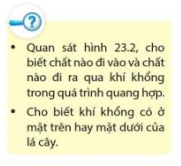 • Quan sát hình 23.2, cho
biết chất nào đi vào và chất
nào đi ra qua khí khổng
trong quá trình quang hợp.
• Cho biết khí khổng có ở
mặt trên hay mặt dưới của
lá cây.